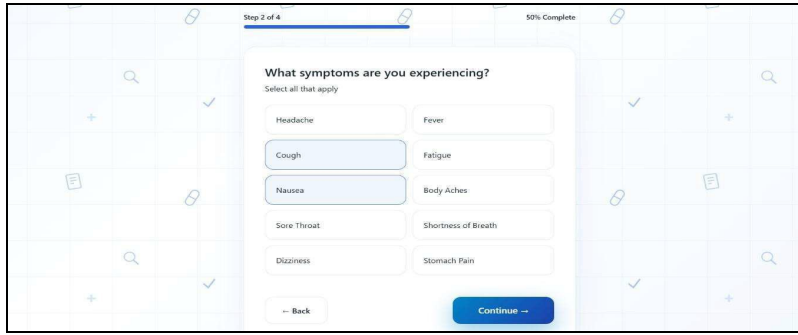 Step 2 of 4 50% Complete
What symptoms are you experiencing?
Select all that apply
Headache Fever
Cough Fatigue
Nausea Body Aches
Sore Throat Shortness of Breath
Dizziness Stomach Pain
← Back Continue →